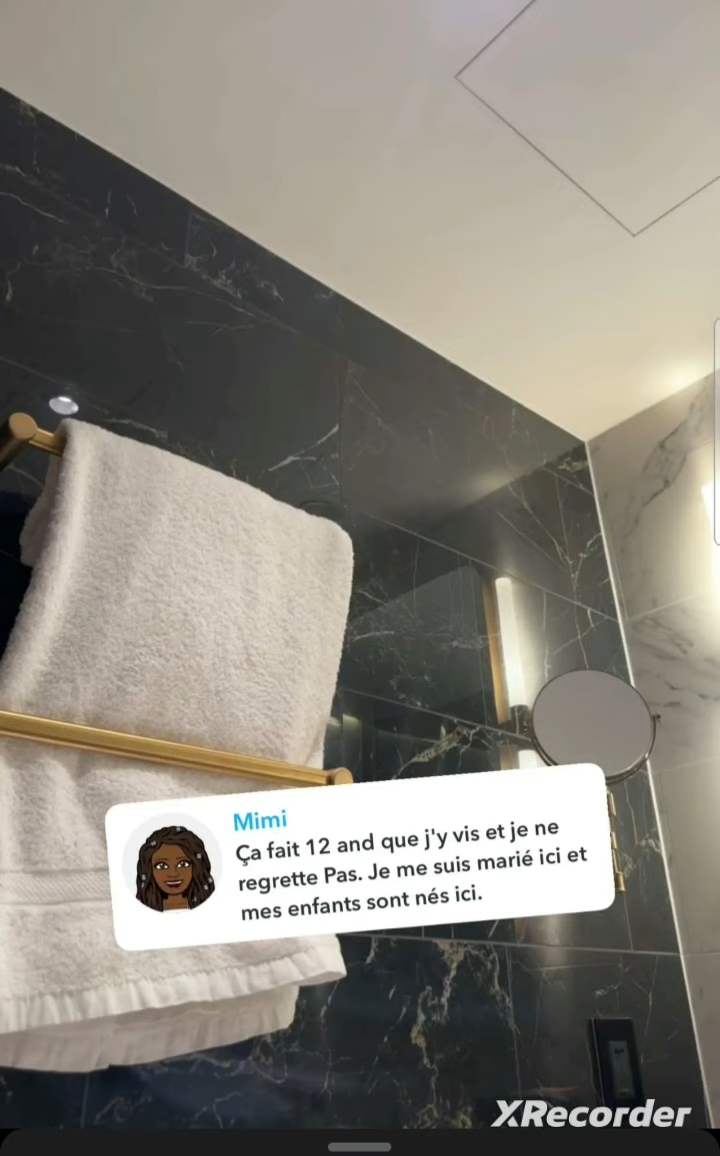 Mimi
Ça fait 12 and que j'y vis et je ne
regrette Pas. Je me suis marié ici et
mes enfants sont nés ici.
XRecorder